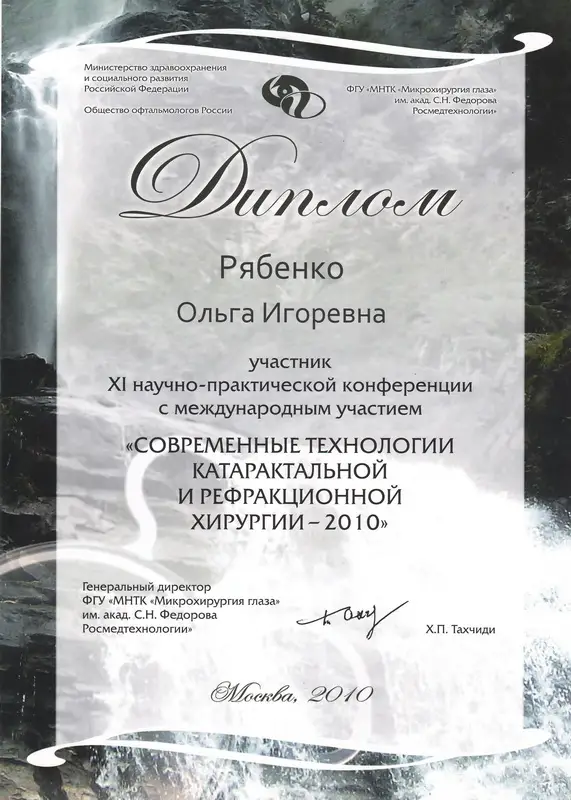 Министерство здравоохранения
и социального развития
Российской Федерации
Общество офтальмологов России
ФГУ «МНТК «Микрохирургия глаза»
им. акад. С.Н. Федорова
Росмедтехнологии»
Диплом
Рябенко
Ольга Игоревна
участник
XI научно-практической конференции
с международным участием
«СОВРЕМЕННЫЕ ТЕХНОЛОГИИ
КАТАРАКТАЛЬНОЙ
И РЕФРАКЦИОННОЙ
ХИРУРГИИ – 2010»
Генеральный директор
ФГУ «МНТК «Микрохирургия глаза»
им. акад. С.Н. Федорова
Росмедтехнологии»
Х.П. Тахчиди
Москва, 2010